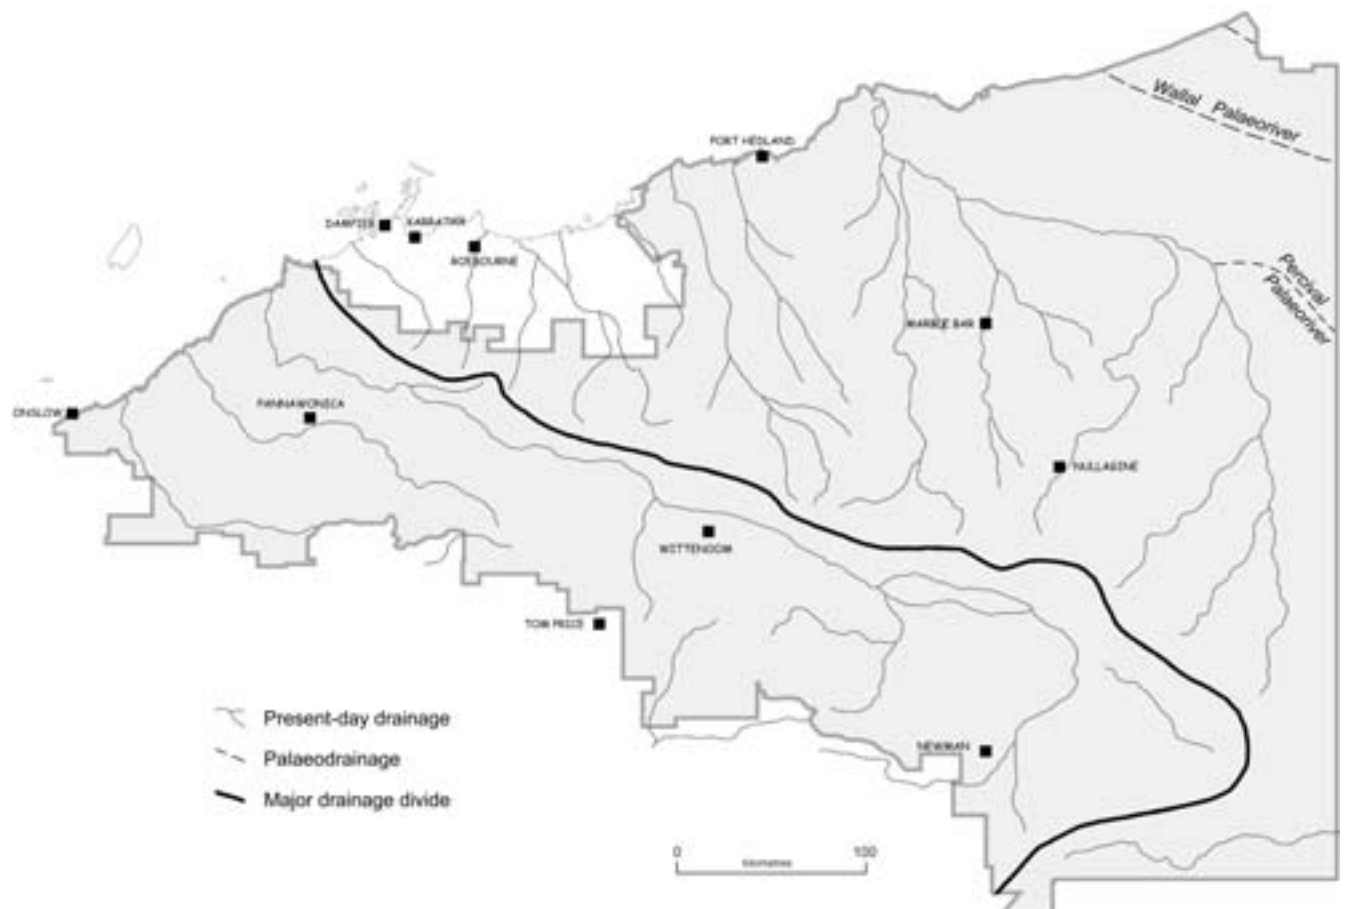 Wallal Palaeoriver
PORT HEDLAND
DAMPIER
KARRATHA
ROEBOURNE
Percival
Palaeoriver
MARBLE BAR
ONSLOW
PANNAWONICA
NULLAGINE
WITTENOOM
TOM PRICE
Present-day drainage
NEWMAN
Palaeodrainage
Major drainage divide
0 100
kilometres